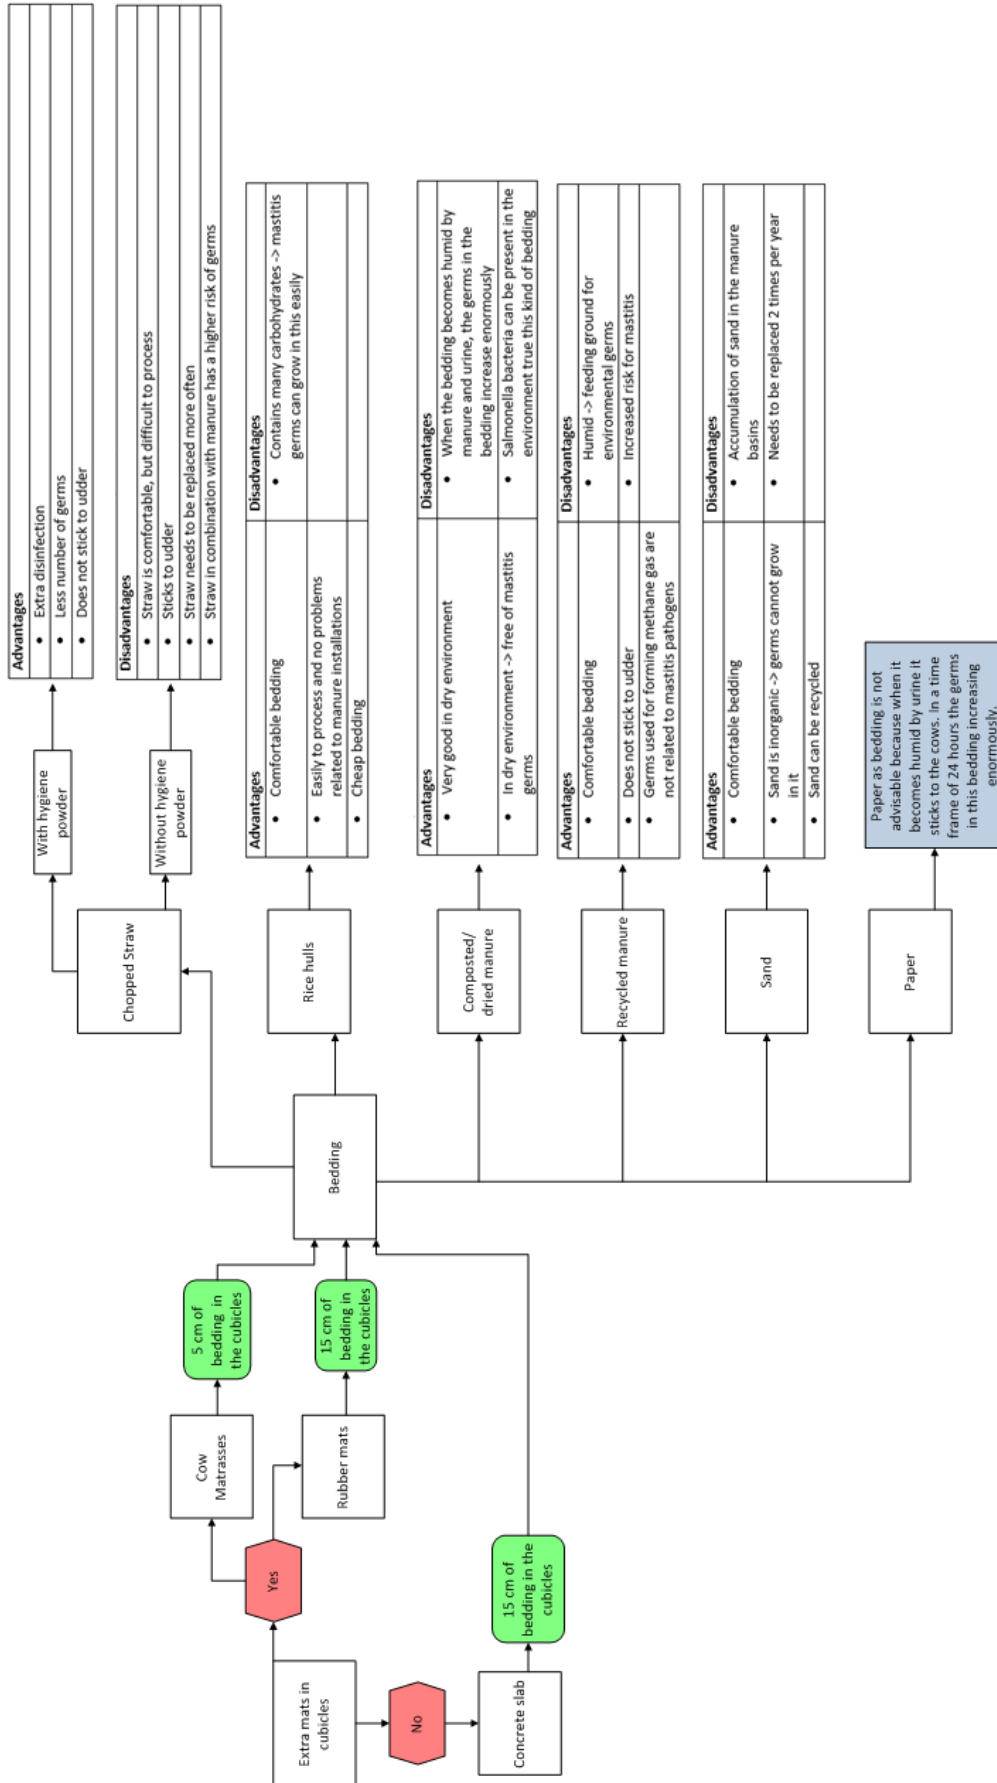 Extra mats in
cubicles
Yes
No
Cow
Matrasses
Rubber mats
Concrete slab
5 cm of
bedding in
the cubicles
15 cm of
bedding in
the cubicles
15 cm of
bedding in the
cubicles
Bedding
Chopped Straw
With hygiene
powder
Advantages
• Extra disinfection
• Less number of germs
• Does not stick to udder
Without hygiene
powder
Disadvantages
• Straw is comfortable, but difficult to process
• Sticks to udder
• Straw needs to be replaced more often
• Straw in combination with manure has a higher risk of germs
Rice hulls
Advantages
• Comfortable bedding
• Easily to process and no problems
related to manure installations
• Cheap bedding
Disadvantages
• Contains many carbohydrates -> mastitis
germs can grow in this easily
Composted/
dried manure
Advantages
• Very good in dry environment
• In dry environment -> free of mastitis
germs
Disadvantages
• When the bedding becomes humid by
manure and urine, the germs in the
bedding increase enormously
• Salmonella bacteria can be present in the
environment true this kind of bedding
Recycled manure
Advantages
• Comfortable bedding
• Does not stick to udder
• Germs used for forming methane gas are
not related to mastitis pathogens
Disadvantages
• Humid -> feeding ground for
environmental germs
• Increased risk for mastitis
Sand
Advantages
• Comfortable bedding
• Sand is inorganic -> germs cannot grow
in it
• Sand can be recycled
Disadvantages
• Accumulation of sand in the manure
basins
• Needs to be replaced 2 times per year
Paper
Paper as bedding is not
advisable because when it
becomes humid by urine it
sticks to the cows. In a time
frame of 24 hours the germs
in this bedding increasing
enormously.